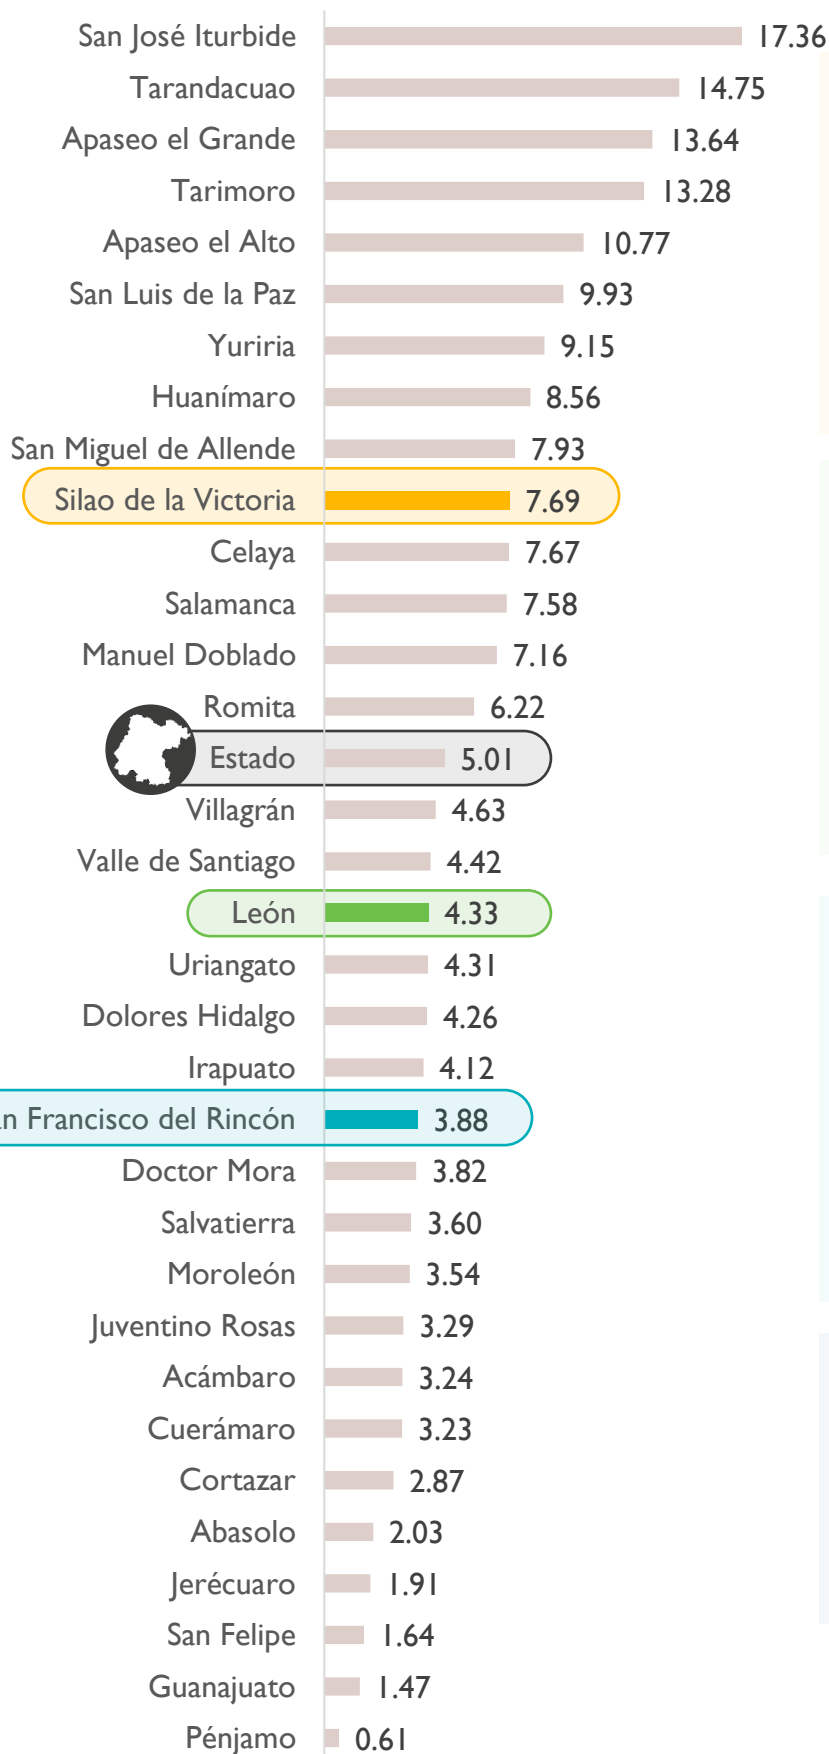 San José Iturbide 17.36
Tarandacuao 14.75
Apaseo el Grande 13.64
Tarimoro 13.28
Apaseo el Alto 10.77
San Luis de la Paz 9.93
Yuriria 9.15
Huanímaro 8.56
San Miguel de Allende 7.93
Silao de la Victoria 7.69
Celaya 7.67
Salamanca 7.58
Manuel Doblado 7.16
Romita 6.22
Estado 5.01
Villagrán 4.63
Valle de Santiago 4.42
León 4.33
Uriangato 4.31
Dolores Hidalgo 4.26
Irapuato 4.12
n Francisco del Rincón 3.88
Doctor Mora 3.82
Salvatierra 3.60
Moroleón 3.54
Juventino Rosas 3.29
Acámbaro 3.24
Cuerámaro 3.23
Cortazar 2.87
Abasolo 2.03
Jerécuaro 1.91
San Felipe 1.64
Guanajuato 1.47
Pénjamo 0.61